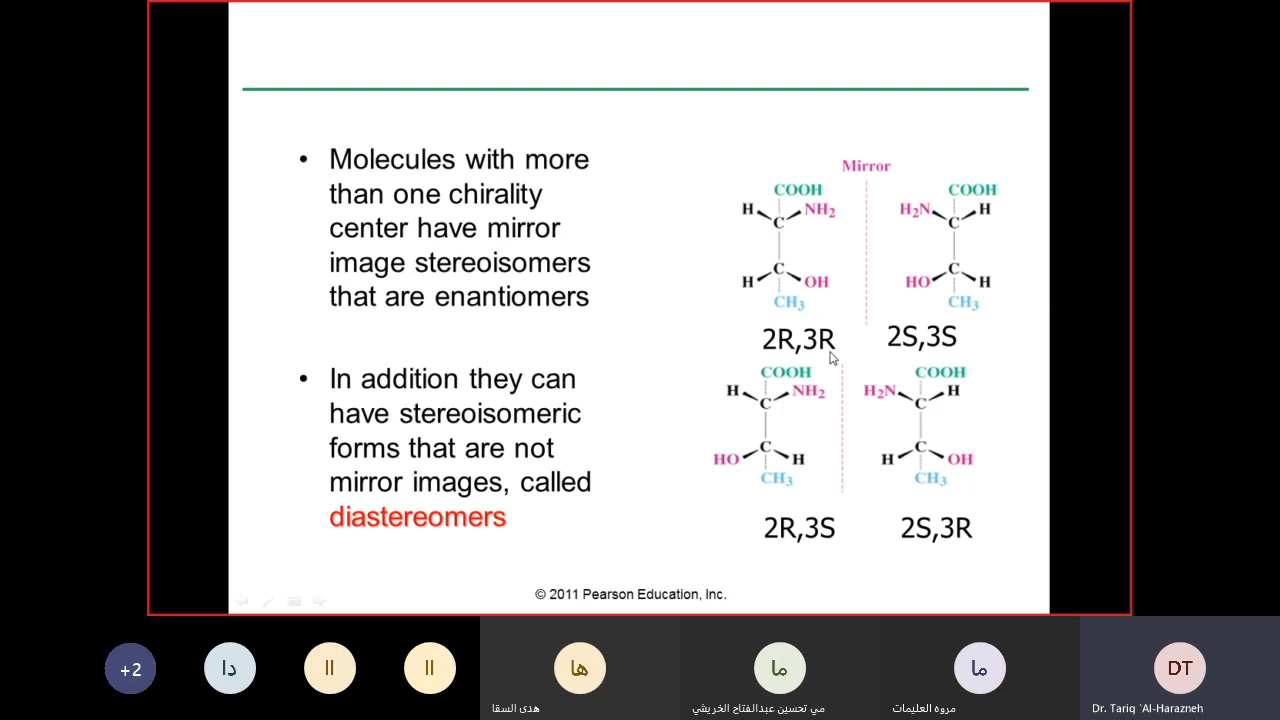 • Molecules with more
than one chirality
center have mirror
image stereoisomers
that are enantiomers
• In addition they can
have stereoisomeric
forms that are not
mirror images, called
diastereomers
Mirror
COOH COOH
H NH₂ H₂N H
C C
C C
H OH HO H
CH₃ CH₃
2R,3R 2S,3S
COOH COOH
H NH₂ H₂N H
C C
C C
HO H H OH
CH₃ CH₃
2R,3S 2S,3R
© 2011 Pearson Education, Inc.
+2 دا اا اا ها ما ما DT
هدى السقا
مي تحسين عبدالفتاح الخريشي
مروه العليمات
Dr. Tariq `Al-Harazneh